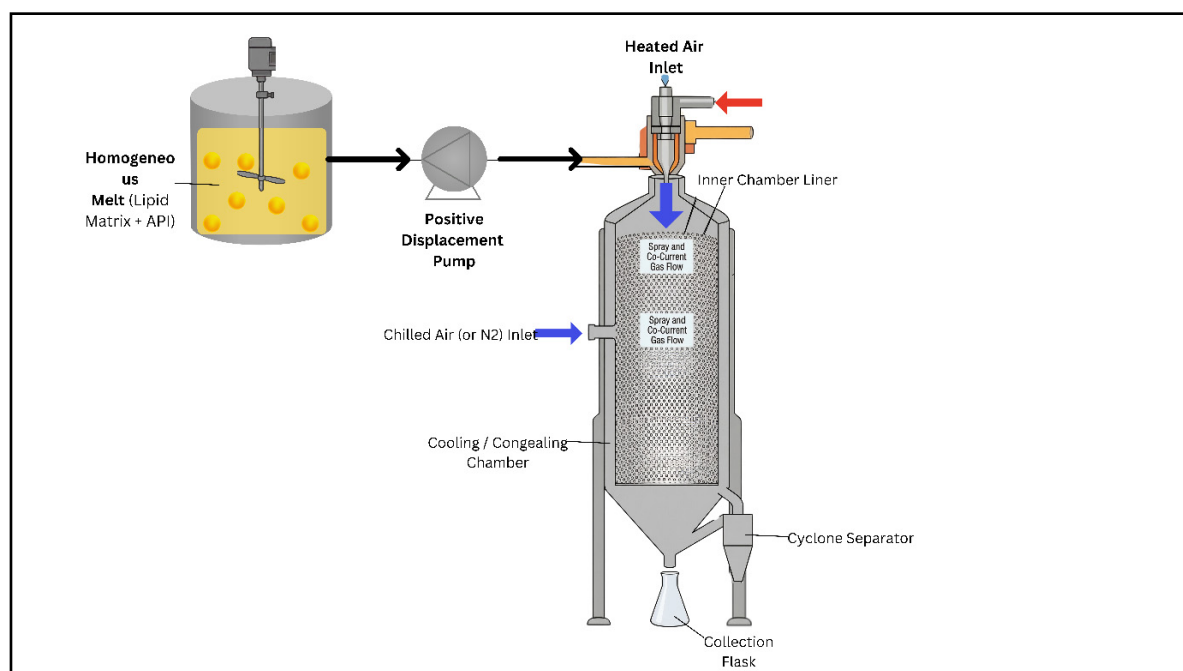 Heated Air
Inlet
Homogeneo
us
Melt (Lipid
Matrix + API)
Positive
Displacement
Pump
Inner Chamber Liner
Spray and
Co-Current
Gas Flow
Spray and
Co-Current
Gas Flow
Chilled Air (or N2) Inlet
Cooling / Congealing
Chamber
Cyclone Separator
Collection
Flask